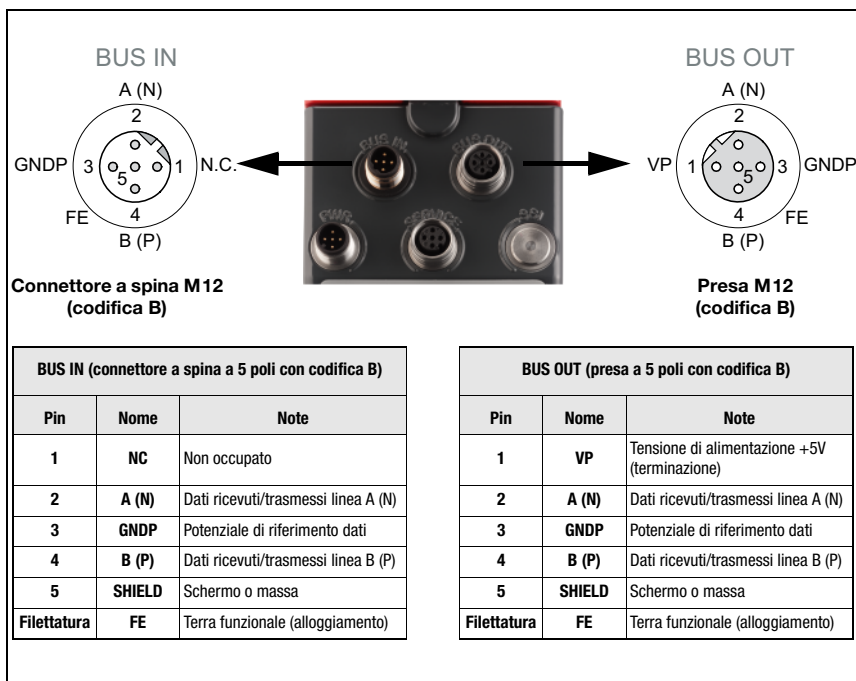 BUS IN
A (N)
2
GNDP 3 5 1 N.C.
FE 4
B (P)
Connettore a spina M12
(codifica B)
BUS IN
BUS OUT
PWR
SERVICE
SSI
BUS OUT
A (N)
2
VP 1 5 3 GNDP
4 FE
B (P)
Presa M12
(codifica B)
BUS IN (connettore a spina a 5 poli con codifica B)
Pin Nome Note
1 NC Non occupato
2 A (N) Dati ricevuti/trasmessi linea A (N)
3 GNDP Potenziale di riferimento dati
4 B (P) Dati ricevuti/trasmessi linea B (P)
5 SHIELD Schermo o massa
Filettatura FE Terra funzionale (alloggiamento)
BUS OUT (presa a 5 poli con codifica B)
Pin Nome Note
1 VP Tensione di alimentazione +5V
(terminazione)
2 A (N) Dati ricevuti/trasmessi linea A (N)
3 GNDP Potenziale di riferimento dati
4 B (P) Dati ricevuti/trasmessi linea B (P)
5 SHIELD Schermo o massa
Filettatura FE Terra funzionale (alloggiamento)